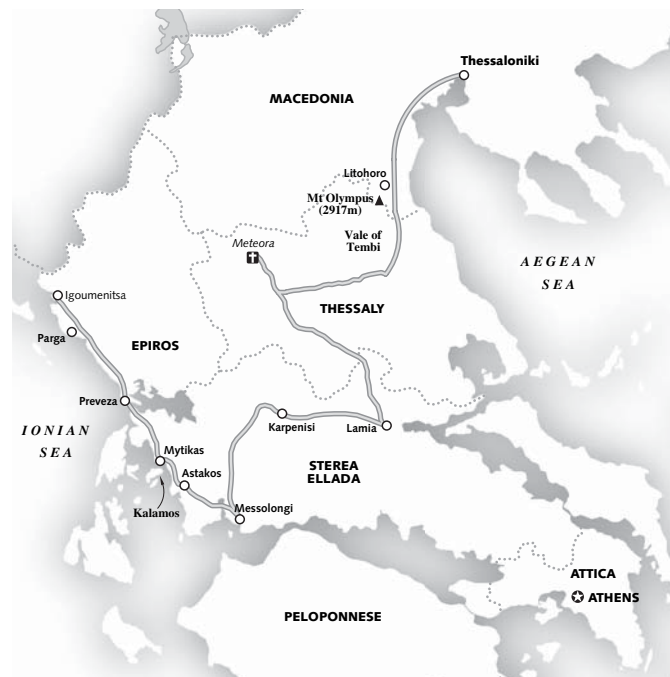 Thessaloniki
MACEDONIA
Litohoro
Mt Olympus
(2917m)
Vale of
Tembi
Meteora
AEGEAN
SEA
Igoumenitsa
THESSALY
Parga
EPIROS
Preveza
IONIAN
SEA
Karpenisi
Lamia
Mytikas
STEREA
ELLADA
Astakos
Kalamos
Messolongi
ATTICA
ATHENS
PELOPONNESE